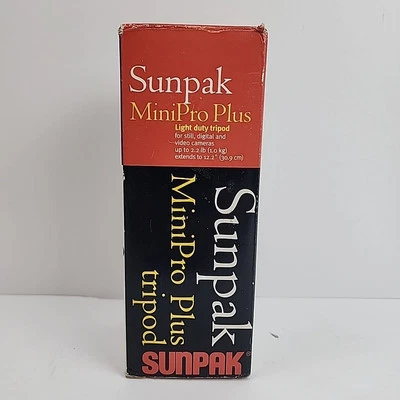 Sunpak
MiniPro Plus
Light duty tripod
for still, digital and
video cameras
up to 2.2 lb (1.0 kg)
extends to 12.2" (30.9 cm)
Sunpak
MiniPro Plus
tripod
SUNPAK®